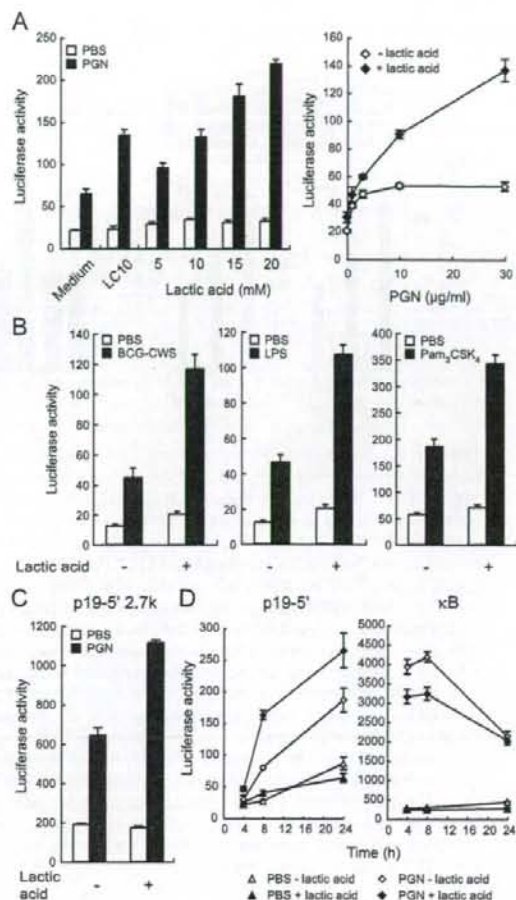 A
PBS
PGN
Luciferase activity
250
200
150
100
50
0
Medium
LC10
5
10
15
20
Lactic acid (mM)
- lactic acid
+ lactic acid
Luciferase activity
160
140
120
100
80
60
40
20
0
0
10
20
30
PGN (µg/ml)
B
PBS
BCG-CWS
Luciferase activity
140
120
100
80
60
40
20
0
PBS
LPS
120
100
80
60
40
20
0
PBS
Pam3CSK4
400
350
300
250
200
150
100
50
0
Lactic acid - + - + - +
C
p19-5' 2.7k
PBS
PGN
Luciferase activity
1200
1000
800
600
400
200
0
Lactic acid - +
D
p19-5'
Luciferase activity
300
250
200
150
100
50
0
0 4 8 12 16 20 24
κB
4500
4000
3500
3000
2500
2000
1500
1000
500
0
0 4 8 12 16 20 24
Time (h)
PBS - lactic acid
PGN - lactic acid
PBS + lactic acid
PGN + lactic acid